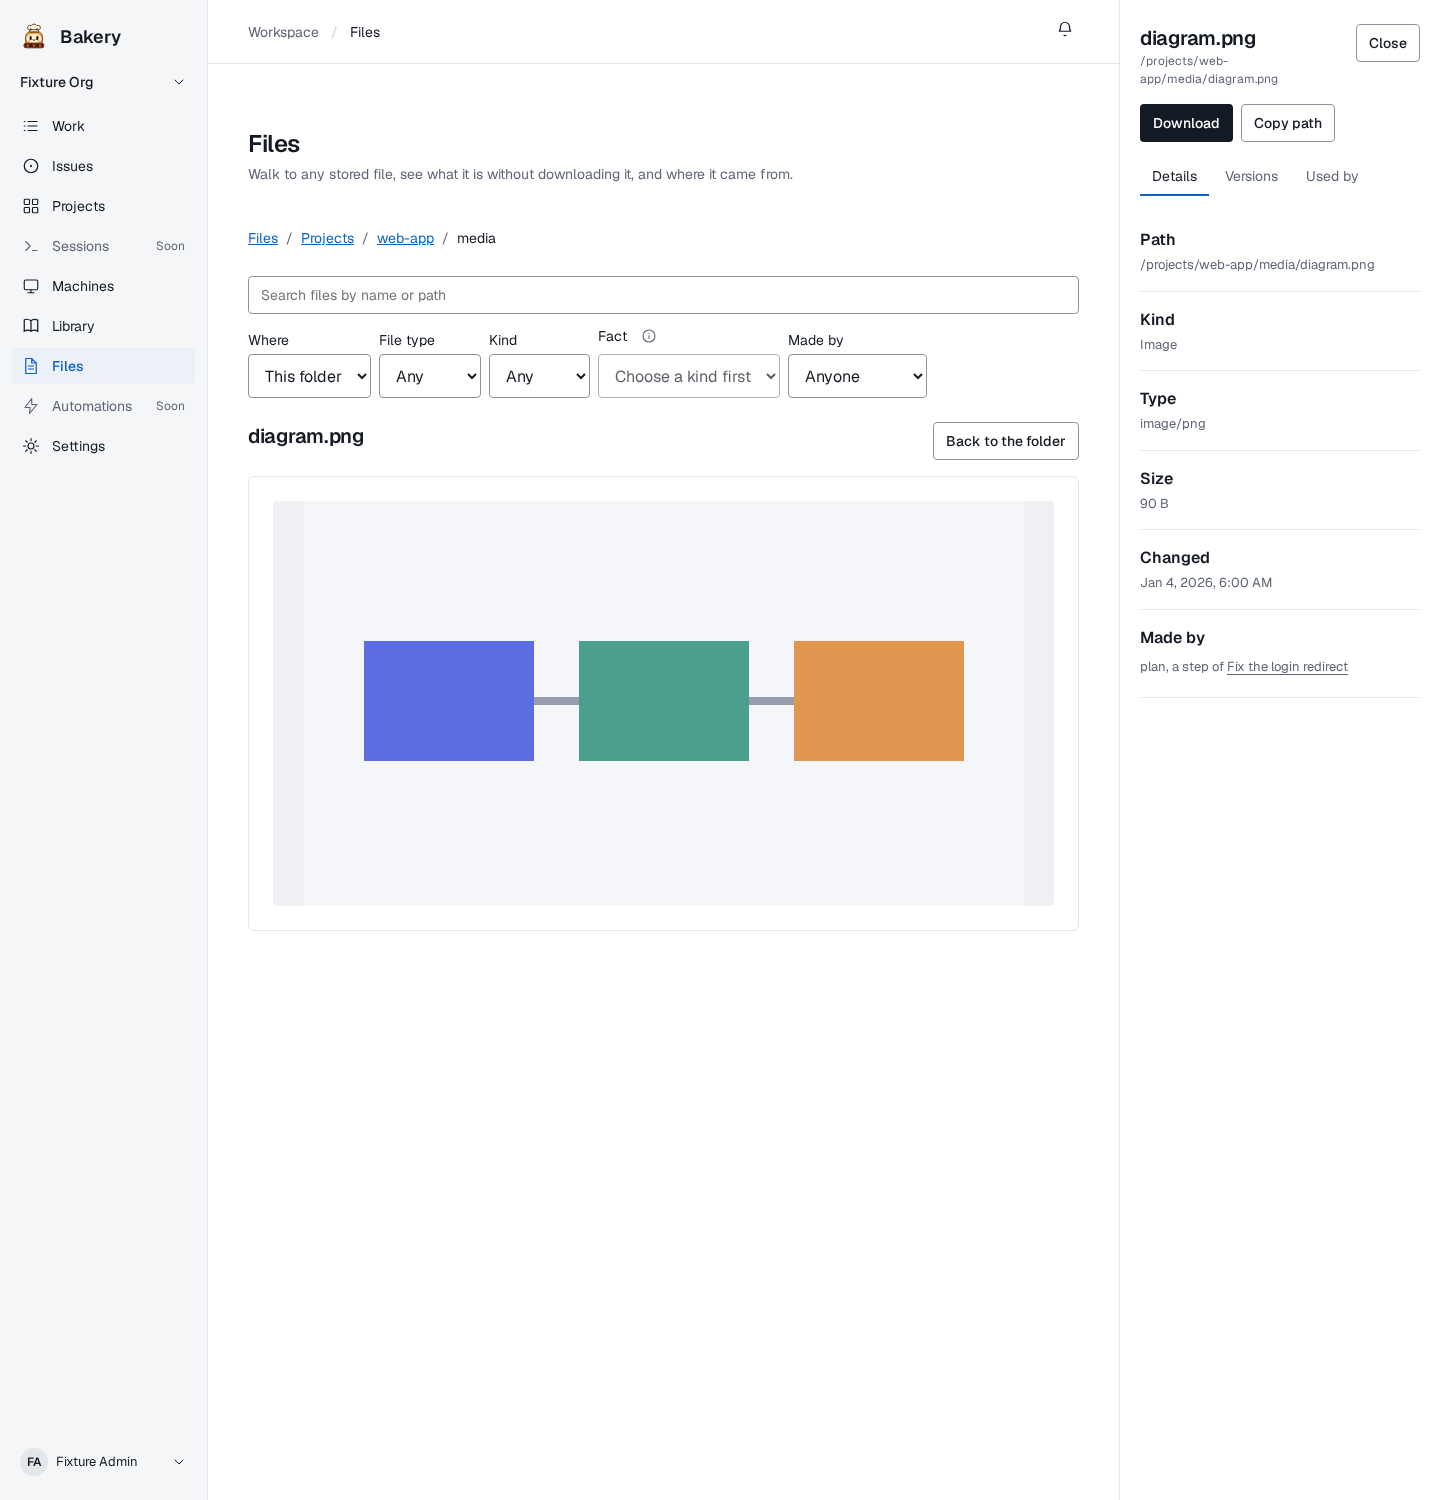 Bakery
Fixture Org
Work
Issues
Projects
Sessions Soon
Machines
Library
Files
Automations Soon
Settings
FA Fixture Admin
Workspace / Files
Files
Walk to any stored file, see what it is without downloading it, and where it came from.
Files / Projects / web-app / media
Search files by name or path
Where File type Kind Fact Made by
This folder Any Any Choose a kind first Anyone
diagram.png
Back to the folder
diagram.png
Close
/projects/web-
app/media/diagram.png
Download Copy path
Details Versions Used by
Path
/projects/web-app/media/diagram.png
Kind
Image
Type
image/png
Size
90 B
Changed
Jan 4, 2026, 6:00 AM
Made by
plan, a step of Fix the login redirect